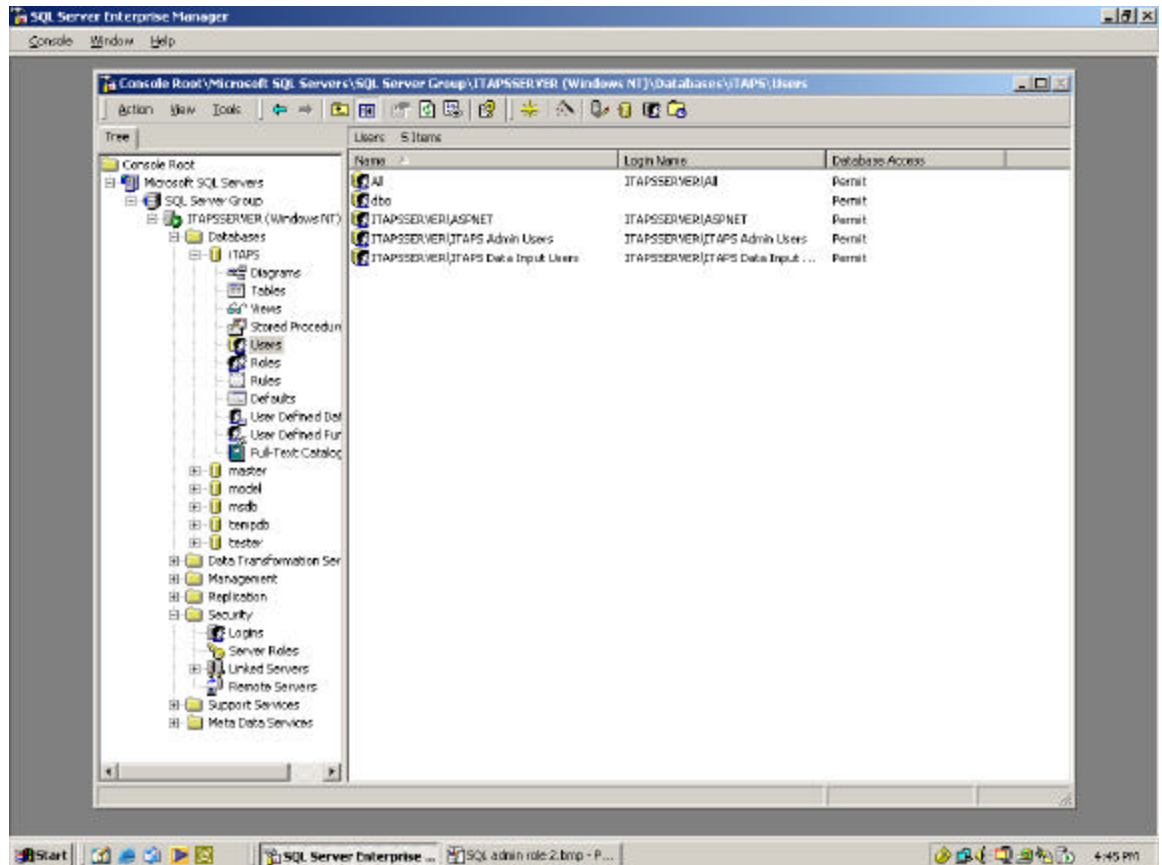 SQL Server Enterprise Manager
Console Window Help
Console Root\Microsoft SQL Servers\SQL Server Group\ITAPSSERVER (Windows NT)\Databases\ITAPS\Users
Action View Tools
Tree
Users 5 Items
Console Root
Microsoft SQL Servers
SQL Server Group
ITAPSSERVER (Windows NT)
Databases
ITAPS
Diagrams
Tables
Views
Stored Procedur
Users
Roles
Rules
Defaults
User Defined Dat
User Defined Fun
Full-Text Catalog
master
model
msdb
tempdb
tester
Data Transformation Ser
Management
Replication
Security
Logins
Server Roles
Linked Servers
Remote Servers
Support Services
Meta Data Services
Name Login Name Database Access
Al ITAPSSERVER\Al Permit
dbo Permit
ITAPSSERVER\ASPNET ITAPSSERVER\ASPNET Permit
ITAPSSERVER\ITAPS Admin Users ITAPSSERVER\ITAPS Admin Users Permit
ITAPSSERVER\ITAPS Data Input Users ITAPSSERVER\ITAPS Data Input ... Permit
Start SQL Server Enterprise ... SQL admin role 2.bmp - P... 4:45 PM